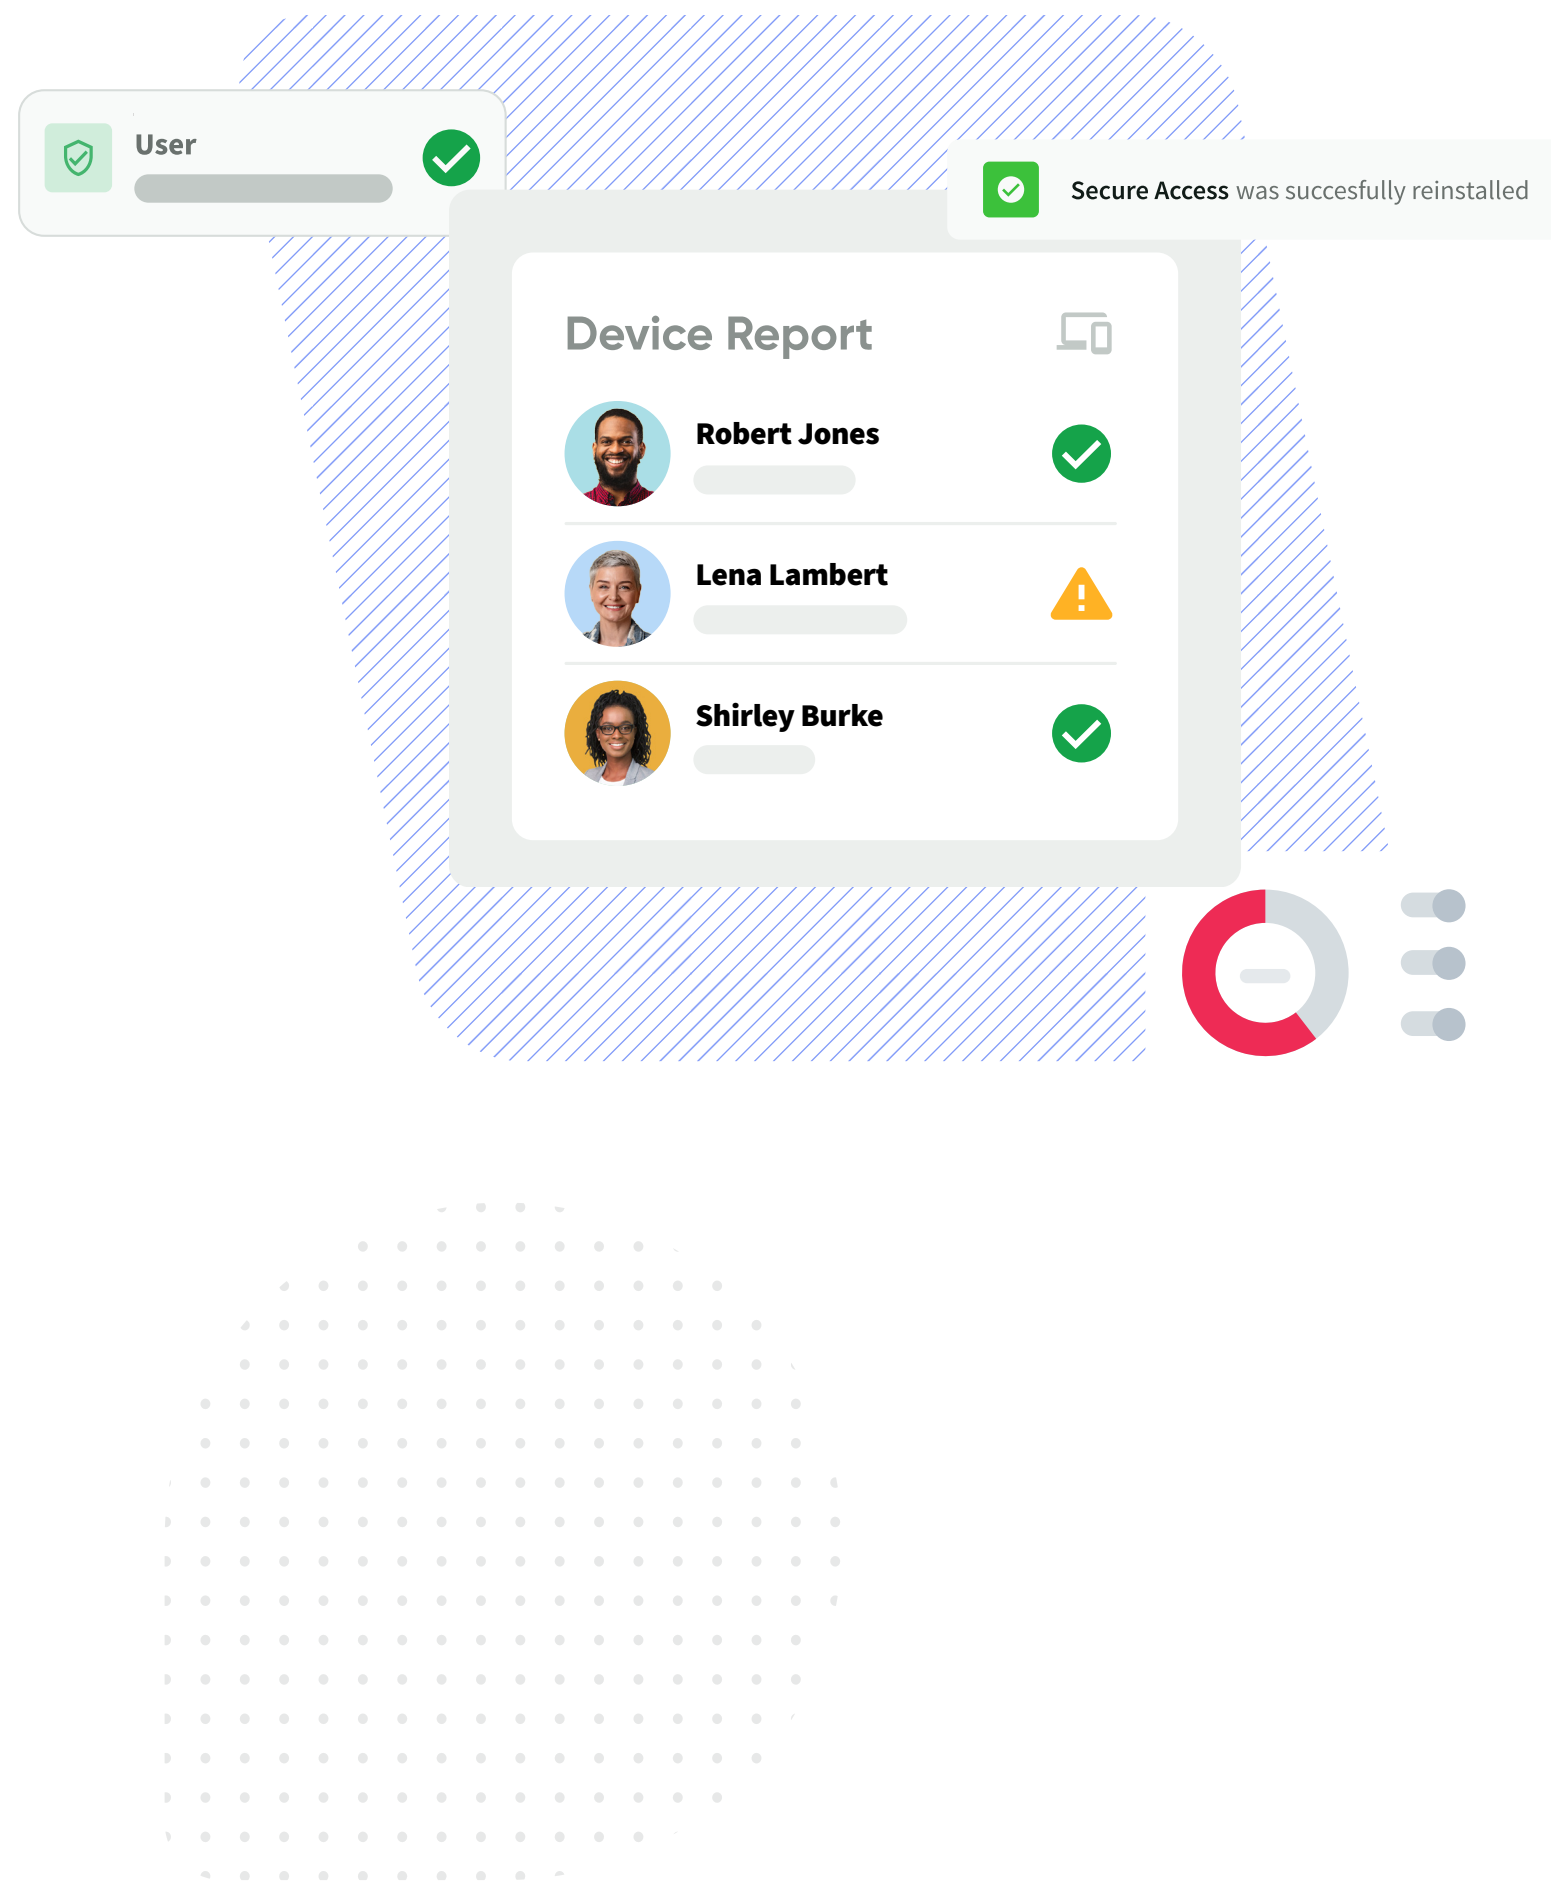 User
Secure Access was succesfully reinstalled
Device Report
Robert Jones
Lena Lambert
Shirley Burke